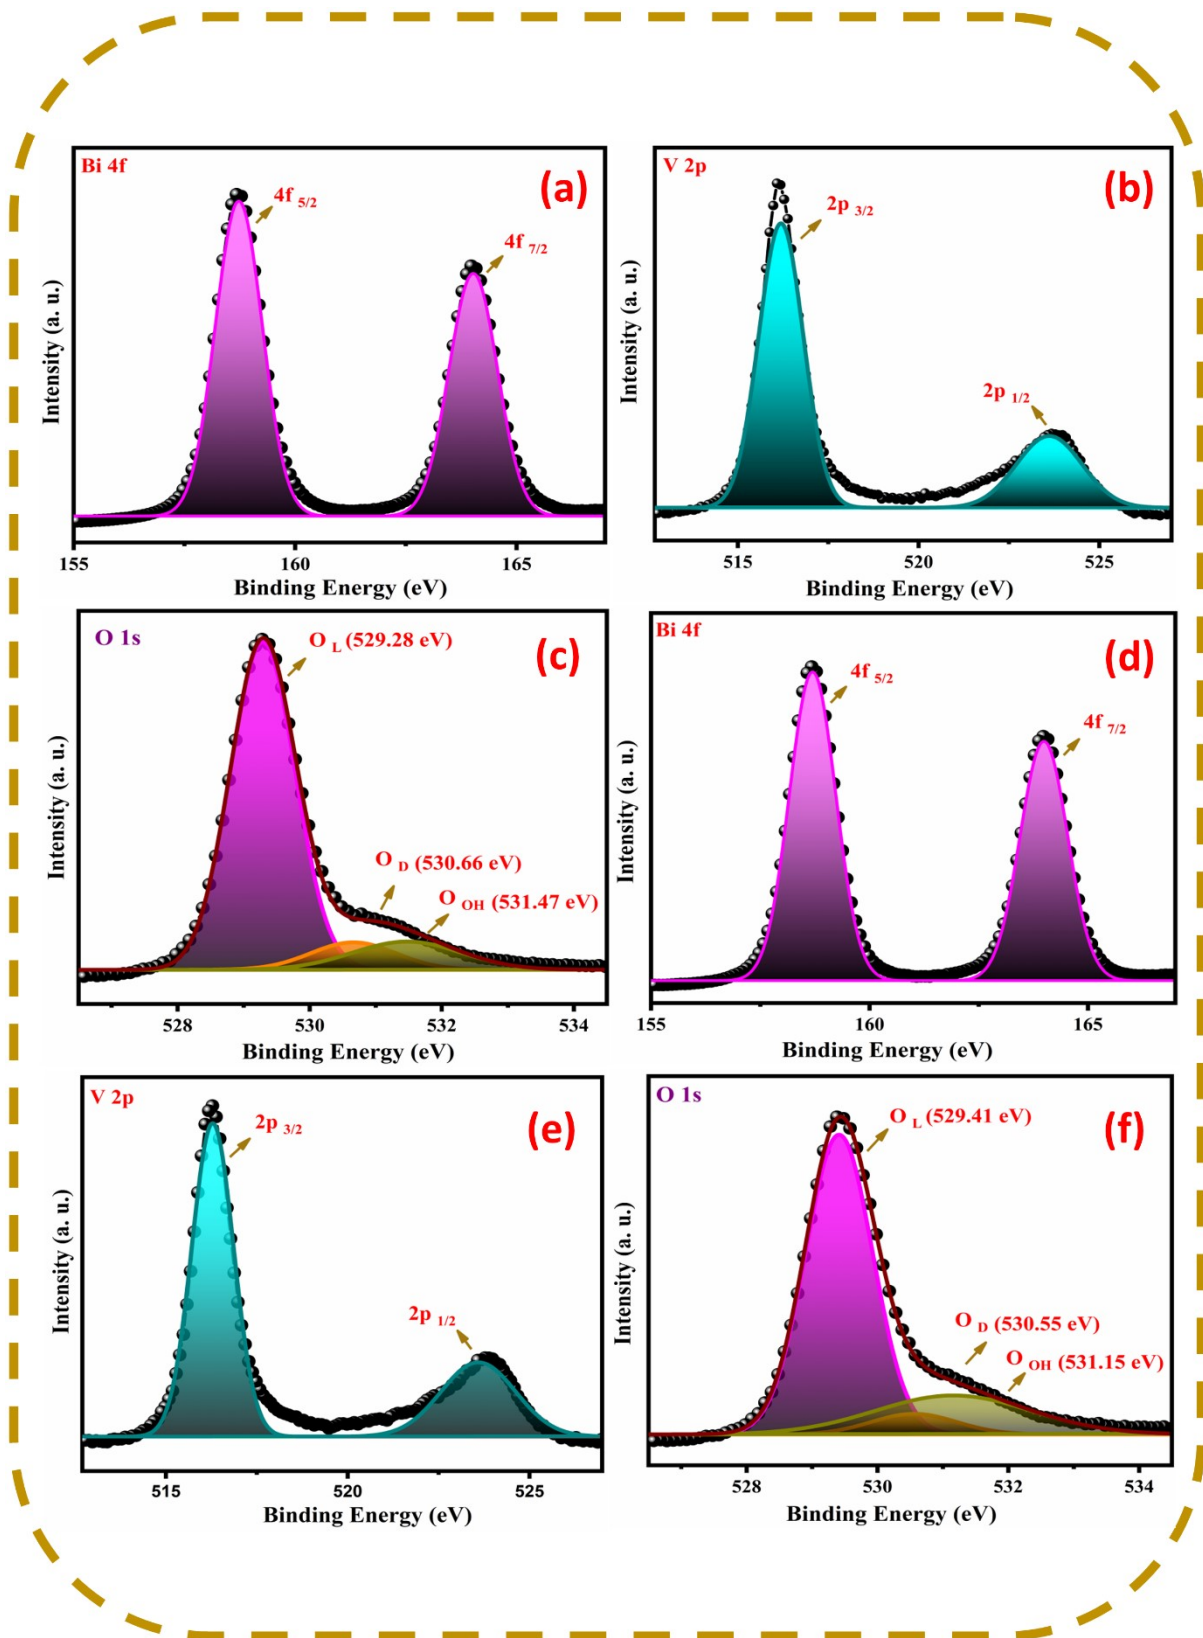 Bi 4f
(a)
4f 5/2
4f 7/2
Intensity (a. u.)
155
160
165
Binding Energy (eV)
V 2p
(b)
2p 3/2
2p 1/2
Intensity (a. u.)
515
520
525
Binding Energy (eV)
O 1s
(c)
O L (529.28 eV)
O D (530.66 eV)
O OH (531.47 eV)
Intensity (a. u.)
528
530
532
534
Binding Energy (eV)
Bi 4f
(d)
4f 5/2
4f 7/2
Intensity (a. u.)
155
160
165
Binding Energy (eV)
V 2p
(e)
2p 3/2
2p 1/2
Intensity (a. u.)
515
520
525
Binding Energy (eV)
O 1s
(f)
O L (529.41 eV)
O D (530.55 eV)
O OH (531.15 eV)
Intensity (a. u.)
528
530
532
534
Binding Energy (eV)